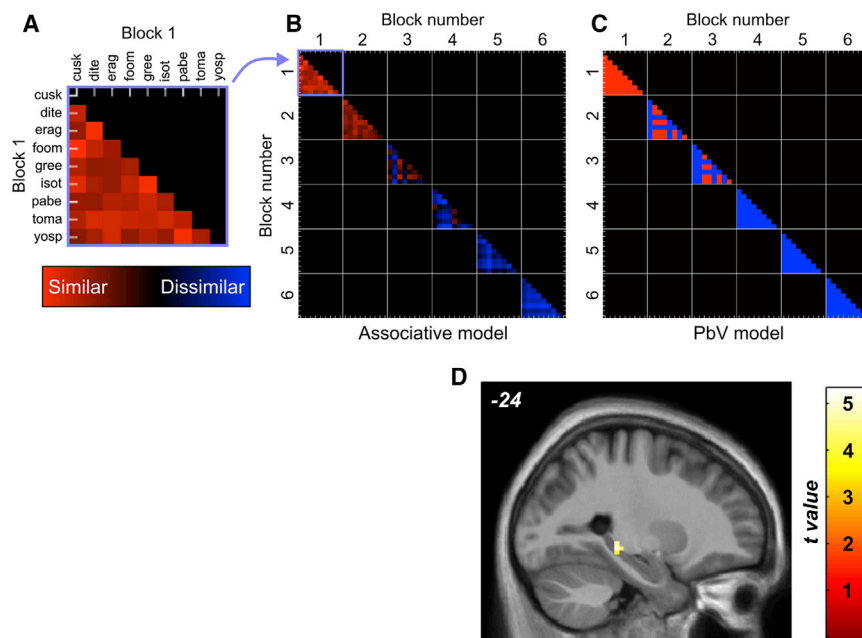 A
Block 1
cusk
dite
erag
foom
gree
isot
pabe
toma
yosp
Block 1
cusk
dite
erag
foom
gree
isot
pabe
toma
yosp
Similar
Dissimilar
B
Block number
1 2 3 4 5 6
Block number
1
2
3
4
5
6
Associative model
C
Block number
1 2 3 4 5 6
1
2
3
4
5
6
PbV model
D
-24
t value
5
4
3
2
1